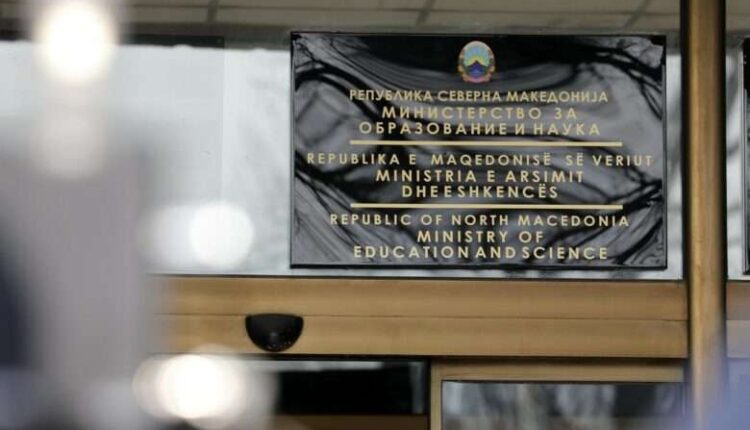 РЕПУБЛИКА СЕВЕРНА МАКЕДОНИЈА
МИНИСТЕРСТВО ЗА
ОБРАЗОВАНИЕ И НАУКА
REPUBLIKA E MAQEDONISË SË VERIUT
MINISTRIA E ARSIMIT
DHE ESHKENCËS
REPUBLIC OF NORTH MACEDONIA
MINISTRY OF
EDUCATION AND SCIENCE